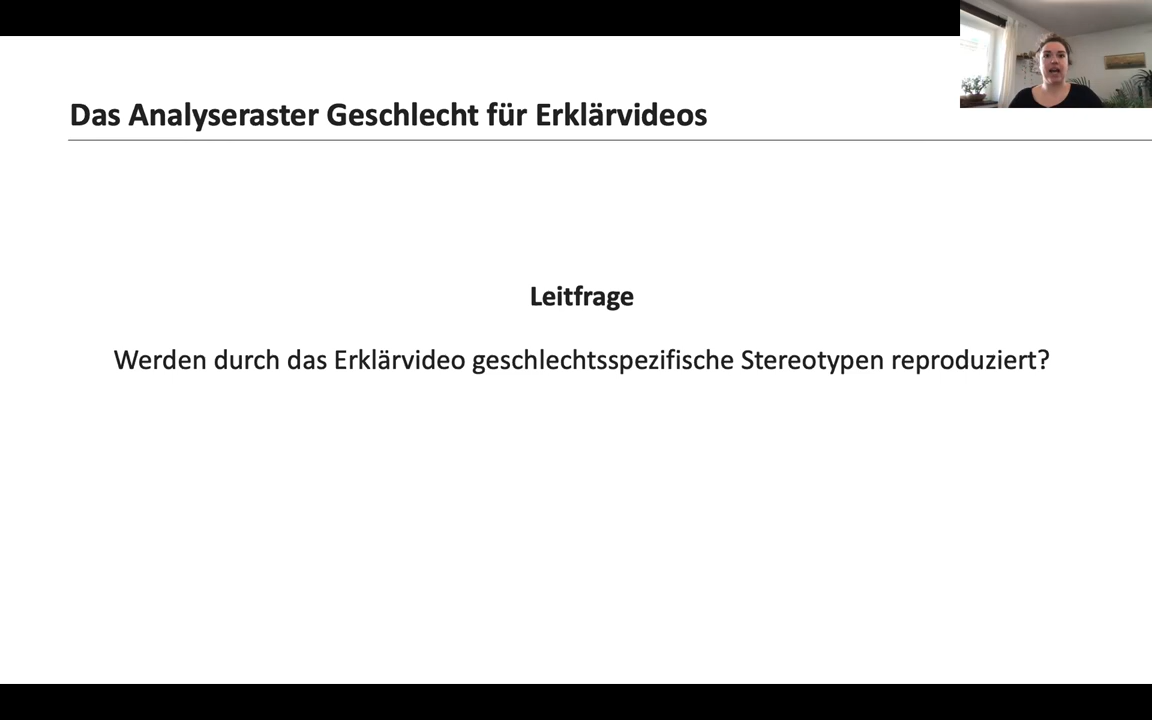 Das Analyseraster Geschlecht für Erklärvideos
Leitfrage
Werden durch das Erklärvideo geschlechtsspezifische Stereotypen reproduziert?